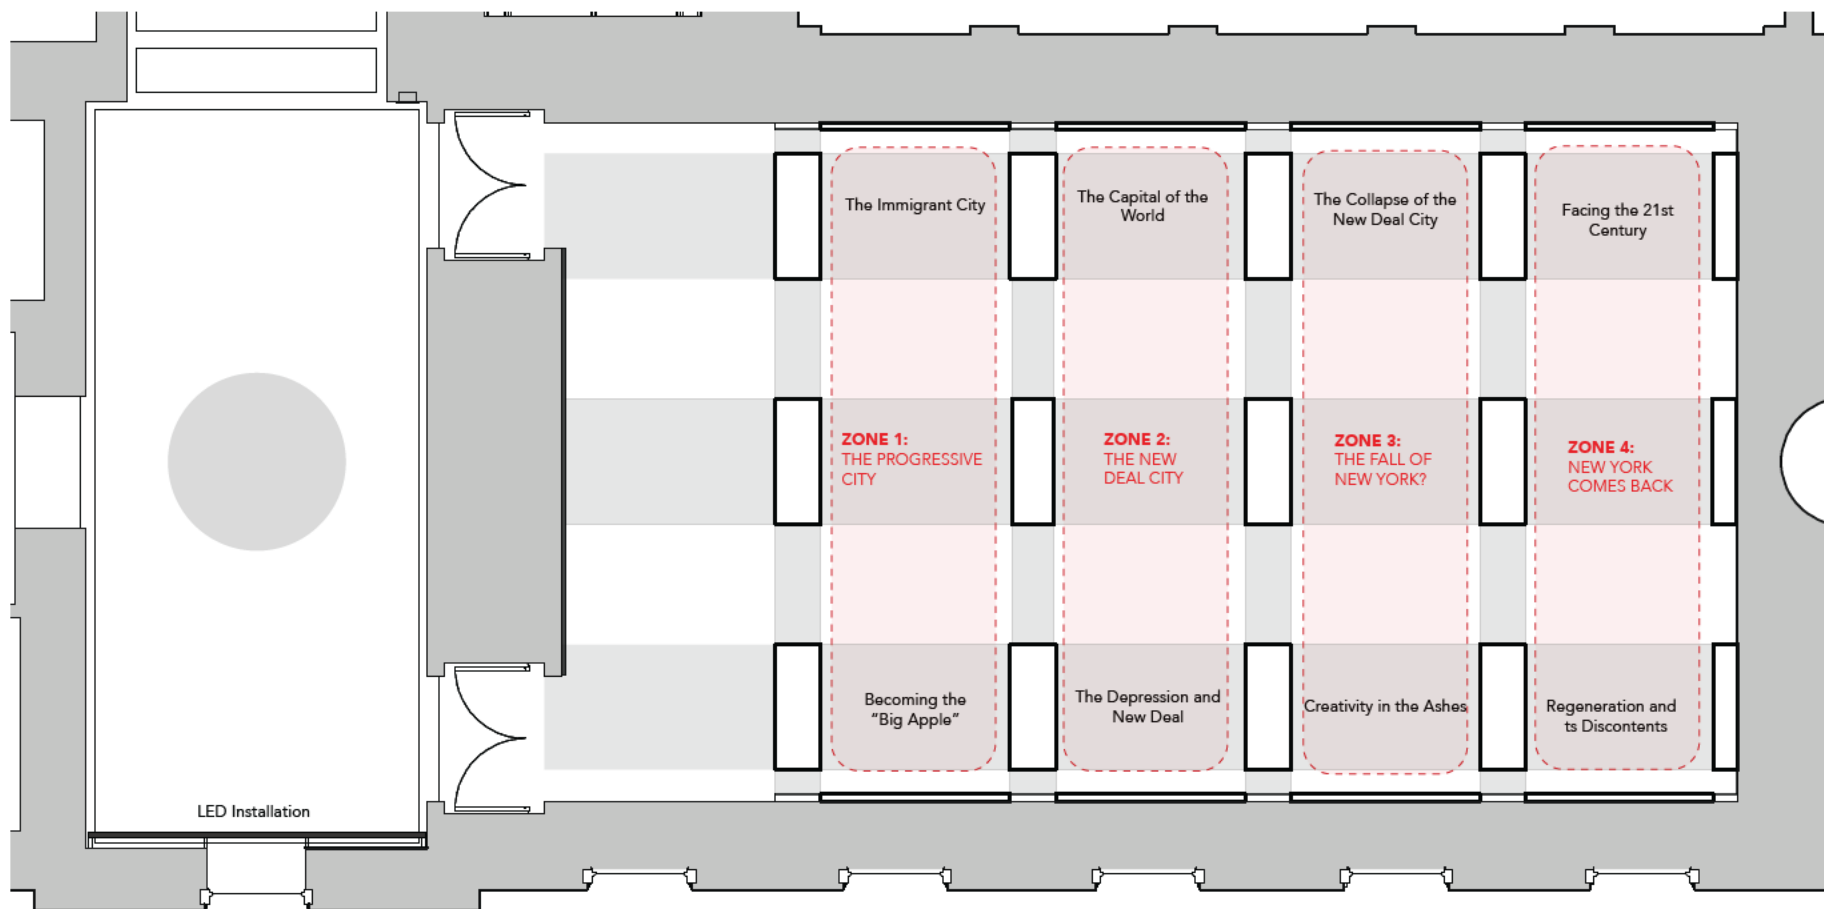 The Immigrant City
The Capital of the
World
The Collapse of the
New Deal City
Facing the 21st
Century
ZONE 1:
THE PROGRESSIVE
CITY
ZONE 2:
THE NEW
DEAL CITY
ZONE 3:
THE FALL OF
NEW YORK?
ZONE 4:
NEW YORK
COMES BACK
Becoming the
“Big Apple”
The Depression and
New Deal
Creativity in the Ashes
Regeneration and
ts Discontents
LED Installation